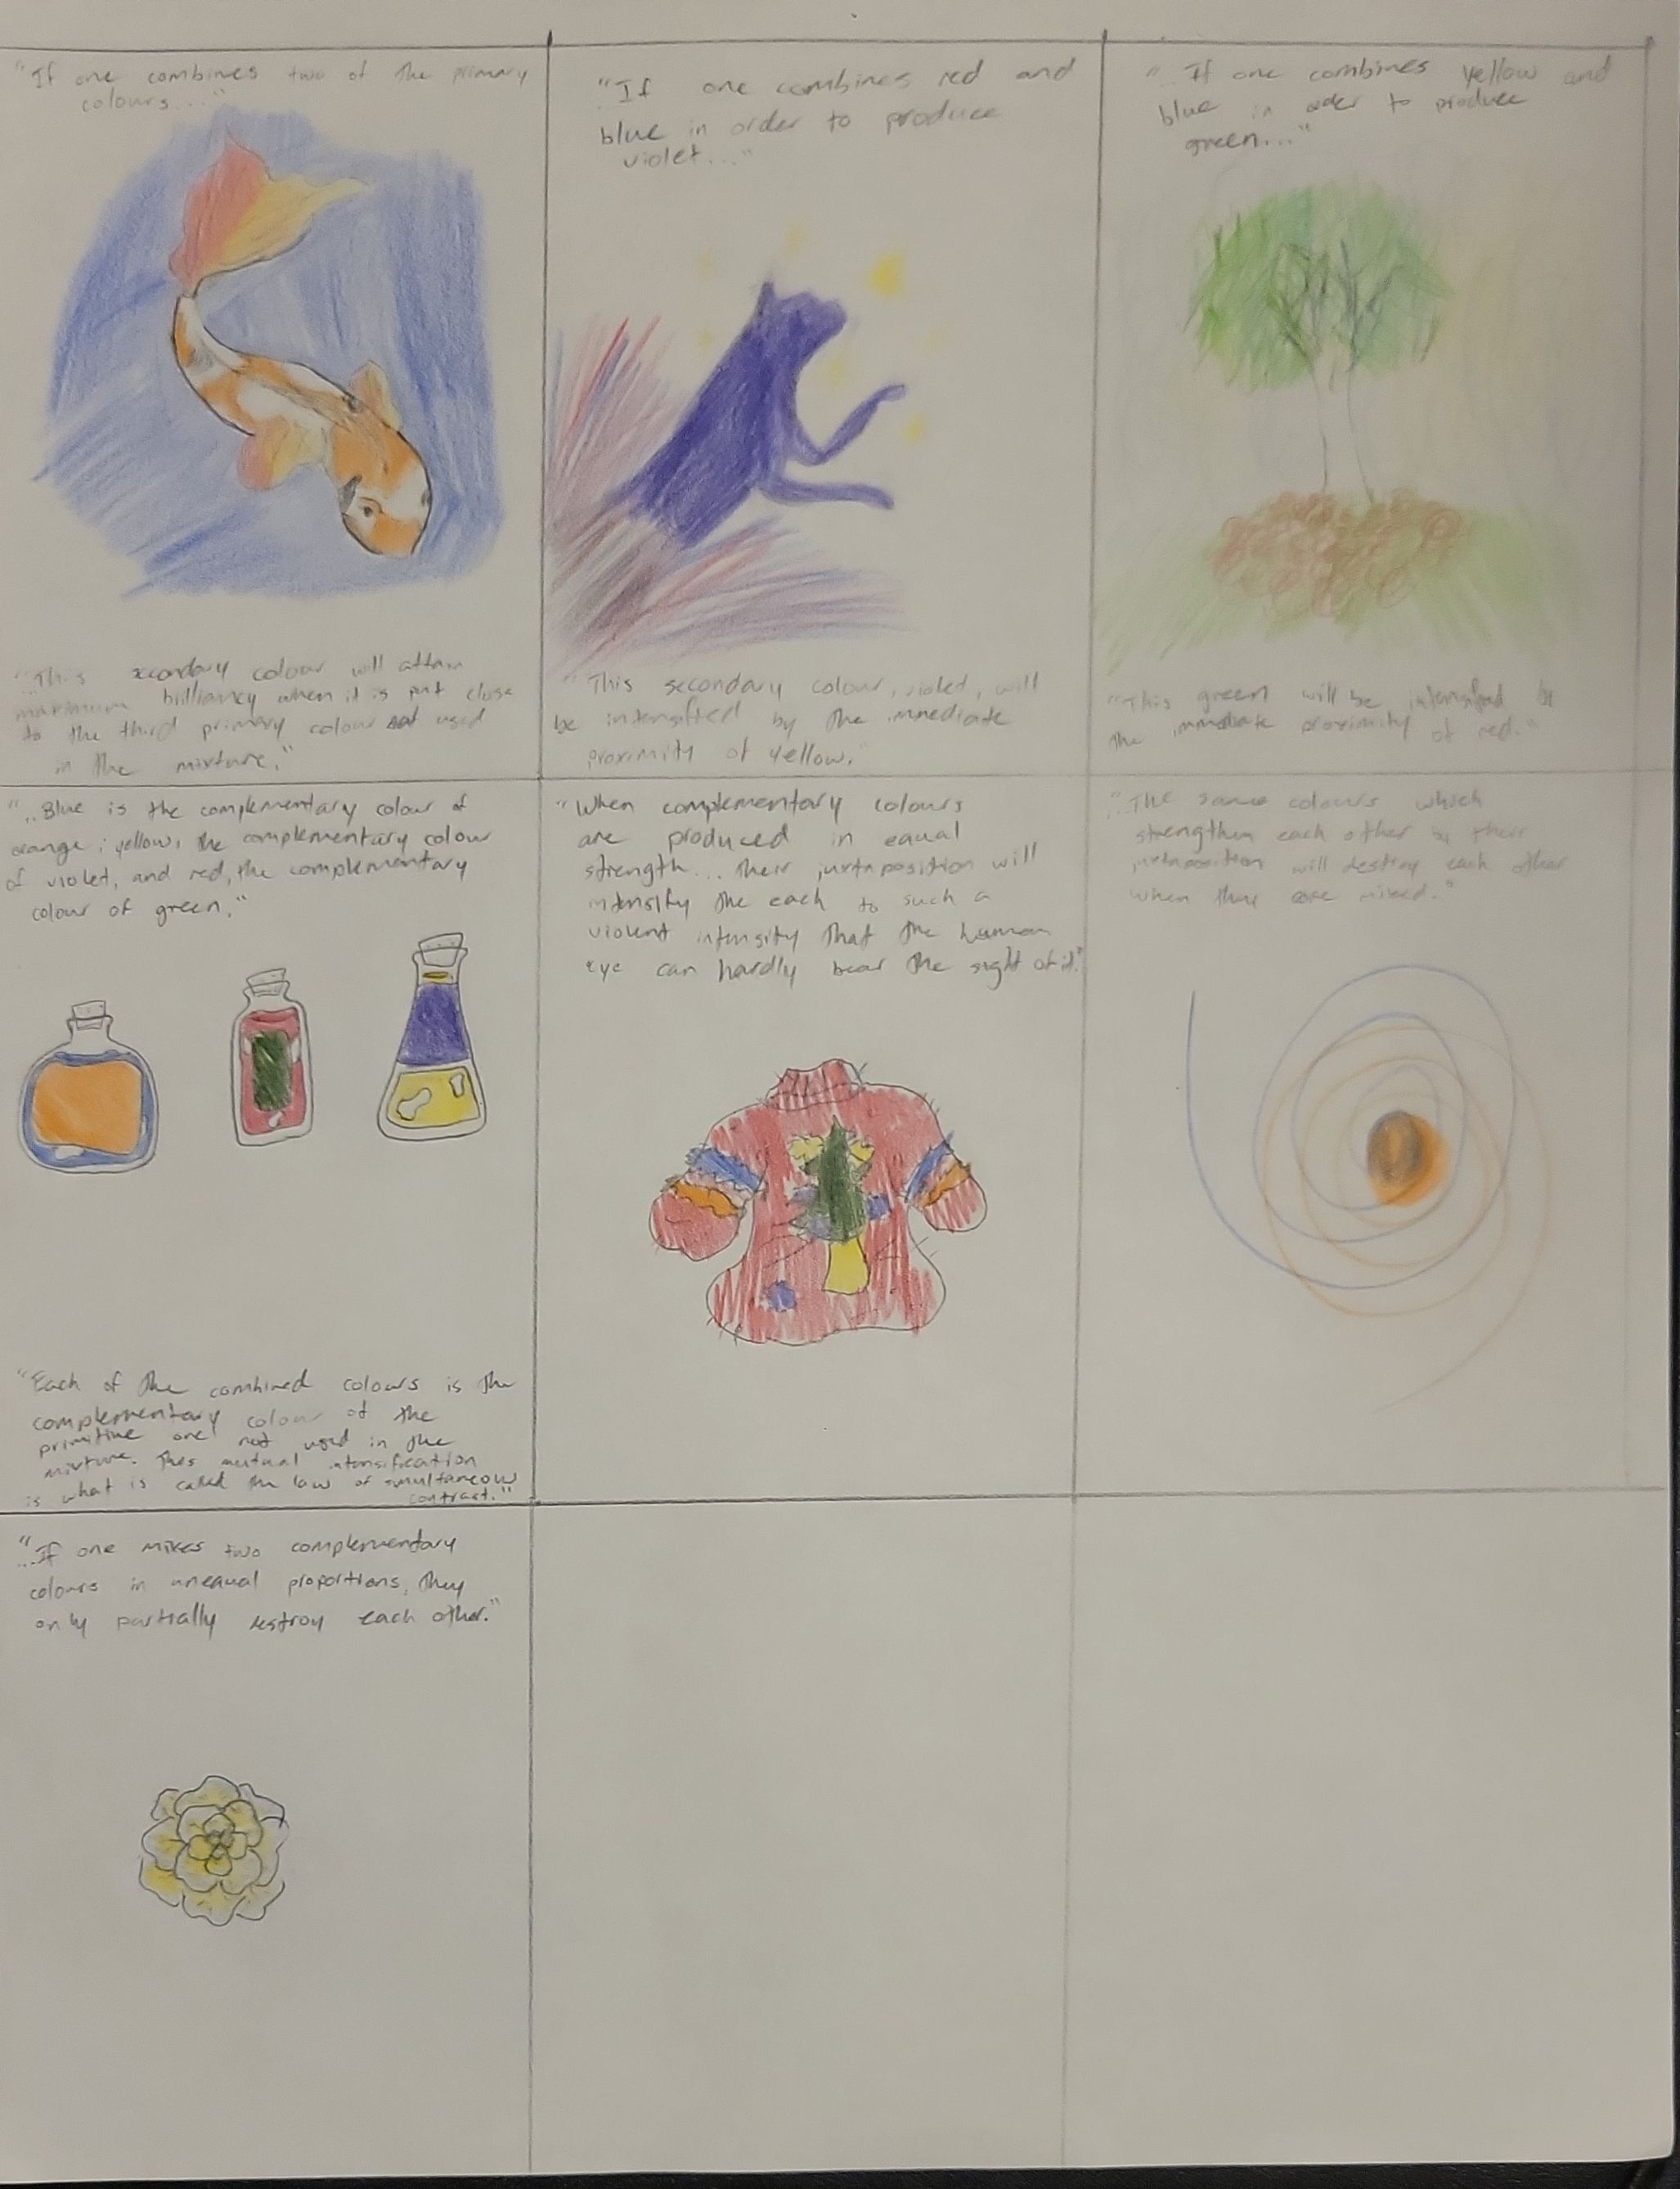 "If one combines two of the primary
colours...."
"This secondary colour will attain
maximum brilliancy when it is put close
to the third primary colour not used
in the mixture."
"If one combines red and
blue in order to produce
violet..."
"This secondary colour, violet, will
be intensified by the immediate
proximity of yellow."
"...If one combines yellow and
blue in order to produce
green..."
"This green will be intensified by
the immediate proximity of red."
"...Blue is the complementary colour of
orange; yellow, the complementary colour
of violet, and red, the complementary
colour of green."
"Each of the combined colours is the
complementary colour of the
primitive one not used in the
mixture. This mutual intensification
is what is called the law of simultaneous
contrast."
"When complementary colours
are produced in equal
strength... Their juxtaposition will
intensify the each to such a
violent intensity that the human
eye can hardly bear the sight of it."
"...The same colours which
strengthen each other by their
juxtaposition will destroy each other
when they are mixed."
"...If one mixes two complementary
colours in unequal proportions, they
only partially destroy each other."